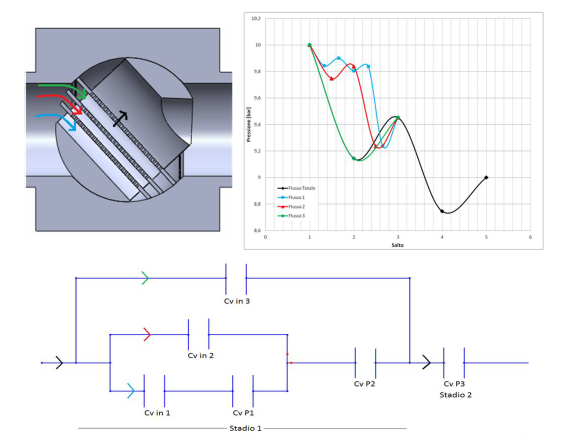 10,2
10
9,8
9,6
9,4
9,2
9
8,8
8,6
Pressione [bar]
Flusso Totale
Flusso 1
Flusso 2
Flusso 3
0 1 2 3 4 5 6
Salto
Cv in 3
Cv in 2
Cv in 1 Cv P1
Cv P2
Cv P3
Stadio 2
Stadio 1